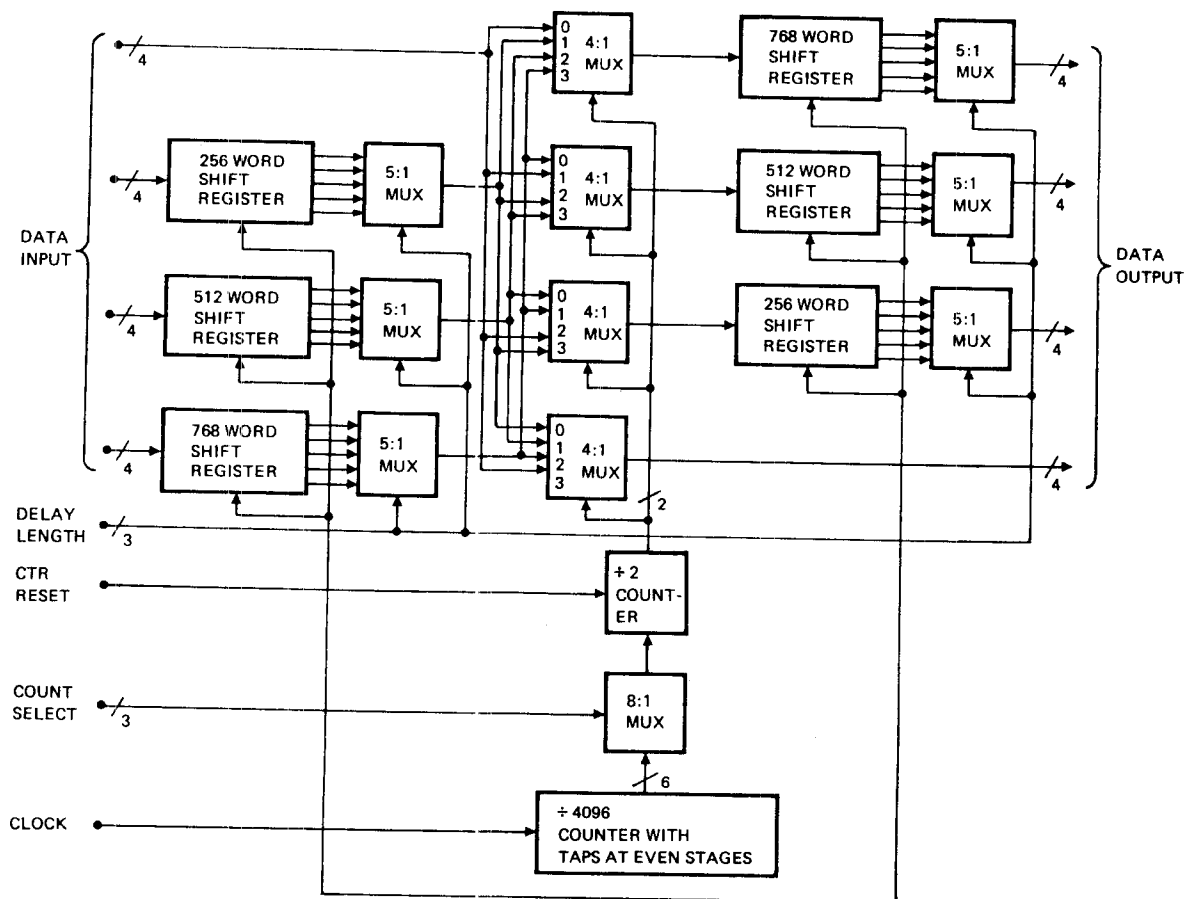 DATA
INPUT
4
4
4
4
256 WORD
SHIFT
REGISTER
5:1
MUX
512 WORD
SHIFT
REGISTER
5:1
MUX
768 WORD
SHIFT
REGISTER
5:1
MUX
0
1
2
3
4:1
MUX
0
1
2
3
4:1
MUX
0
1
2
3
4:1
MUX
0
1
2
3
4:1
MUX
2
768 WORD
SHIFT
REGISTER
5:1
MUX
4
512 WORD
SHIFT
REGISTER
5:1
MUX
4
256 WORD
SHIFT
REGISTER
5:1
MUX
4
4
DATA
OUTPUT
DELAY
LENGTH
3
CTR
RESET
÷ 2
COUNT-
ER
COUNT
SELECT
3
8:1
MUX
6
CLOCK
÷ 4096
COUNTER WITH
TAPS AT EVEN STAGES